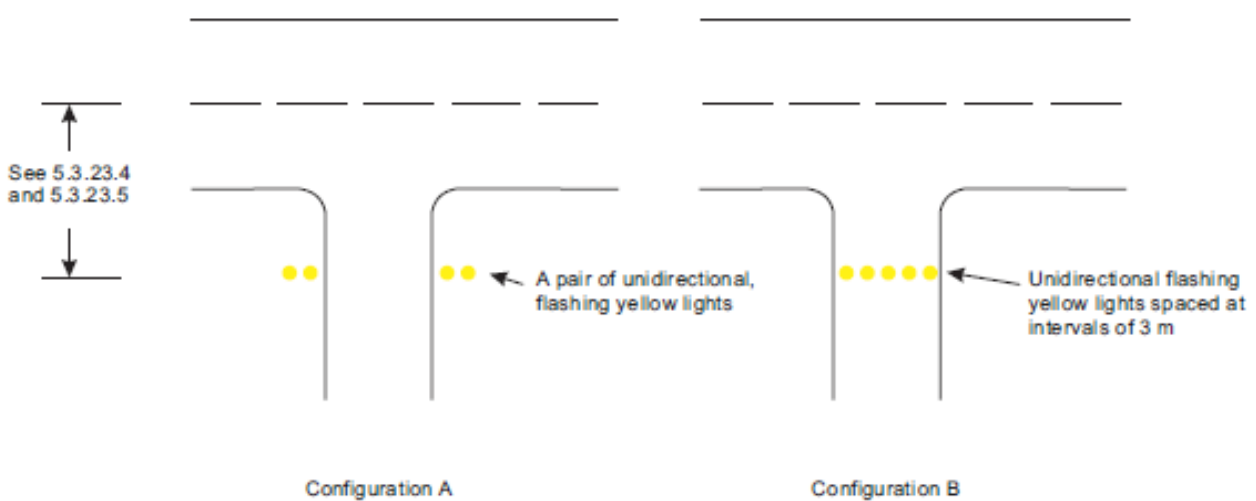 See 5.3.23.4
and 5.3.23.5
A pair of unidirectional,
flashing yellow lights
Unidirectional flashing
yellow lights spaced at
intervals of 3 m
Configuration A
Configuration B